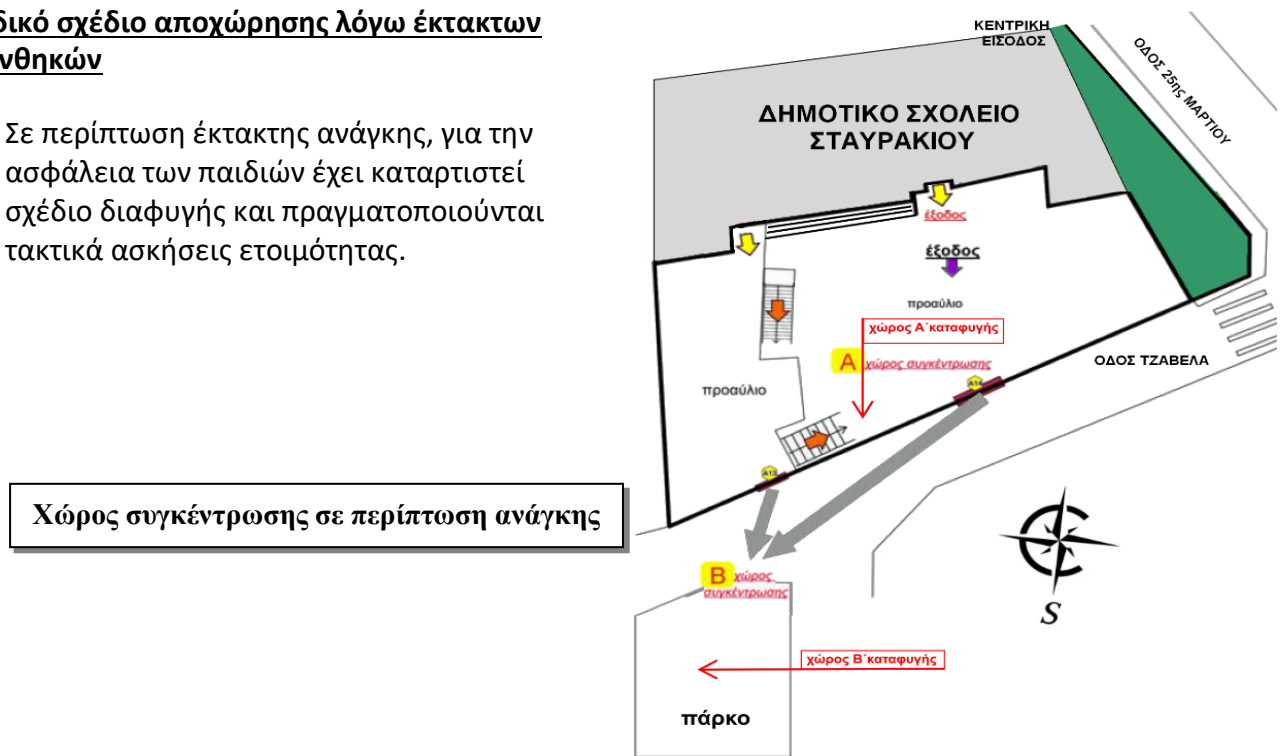 δικό σχέδιο αποχώρησης λόγω έκτακτων
νθηκών
Σε περίπτωση έκτακτης ανάγκης, για την
ασφάλεια των παιδιών έχει καταρτιστεί
σχέδιο διαφυγής και πραγματοποιούνται
τακτικά ασκήσεις ετοιμότητας.
Χώρος συγκέντρωσης σε περίπτωση ανάγκης
ΚΕΝΤΡΙΚΗ
ΕΙΣΟΔΟΣ
ΟΔΟΣ 25ης ΜΑΡΤΙΟΥ
ΔΗΜΟΤΙΚΟ ΣΧΟΛΕΙΟ
ΣΤΑΥΡΑΚΙΟΥ
έξοδος
έξοδος
προαύλιο
χώρος Α΄καταφυγής
Α χώρος συγκέντρωσης
ΟΔΟΣ ΤΖΑΒΕΛΑ
Α14
προαύλιο
Α13
Β χώρος
συγκέντρωσης
S
χώρος Β΄καταφυγής
πάρκο